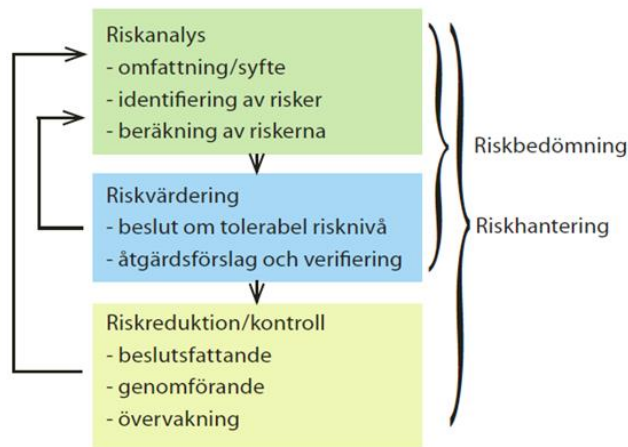 Riskanalys
- omfattning/syfte
- identifiering av risker
- beräkning av riskerna
Riskvärdering
- beslut om tolerabel risknivå
- åtgärdsförslag och verifiering
Riskreduktion/kontroll
- beslutsfattande
- genomförande
- övervakning
Riskbedömning
Riskhantering